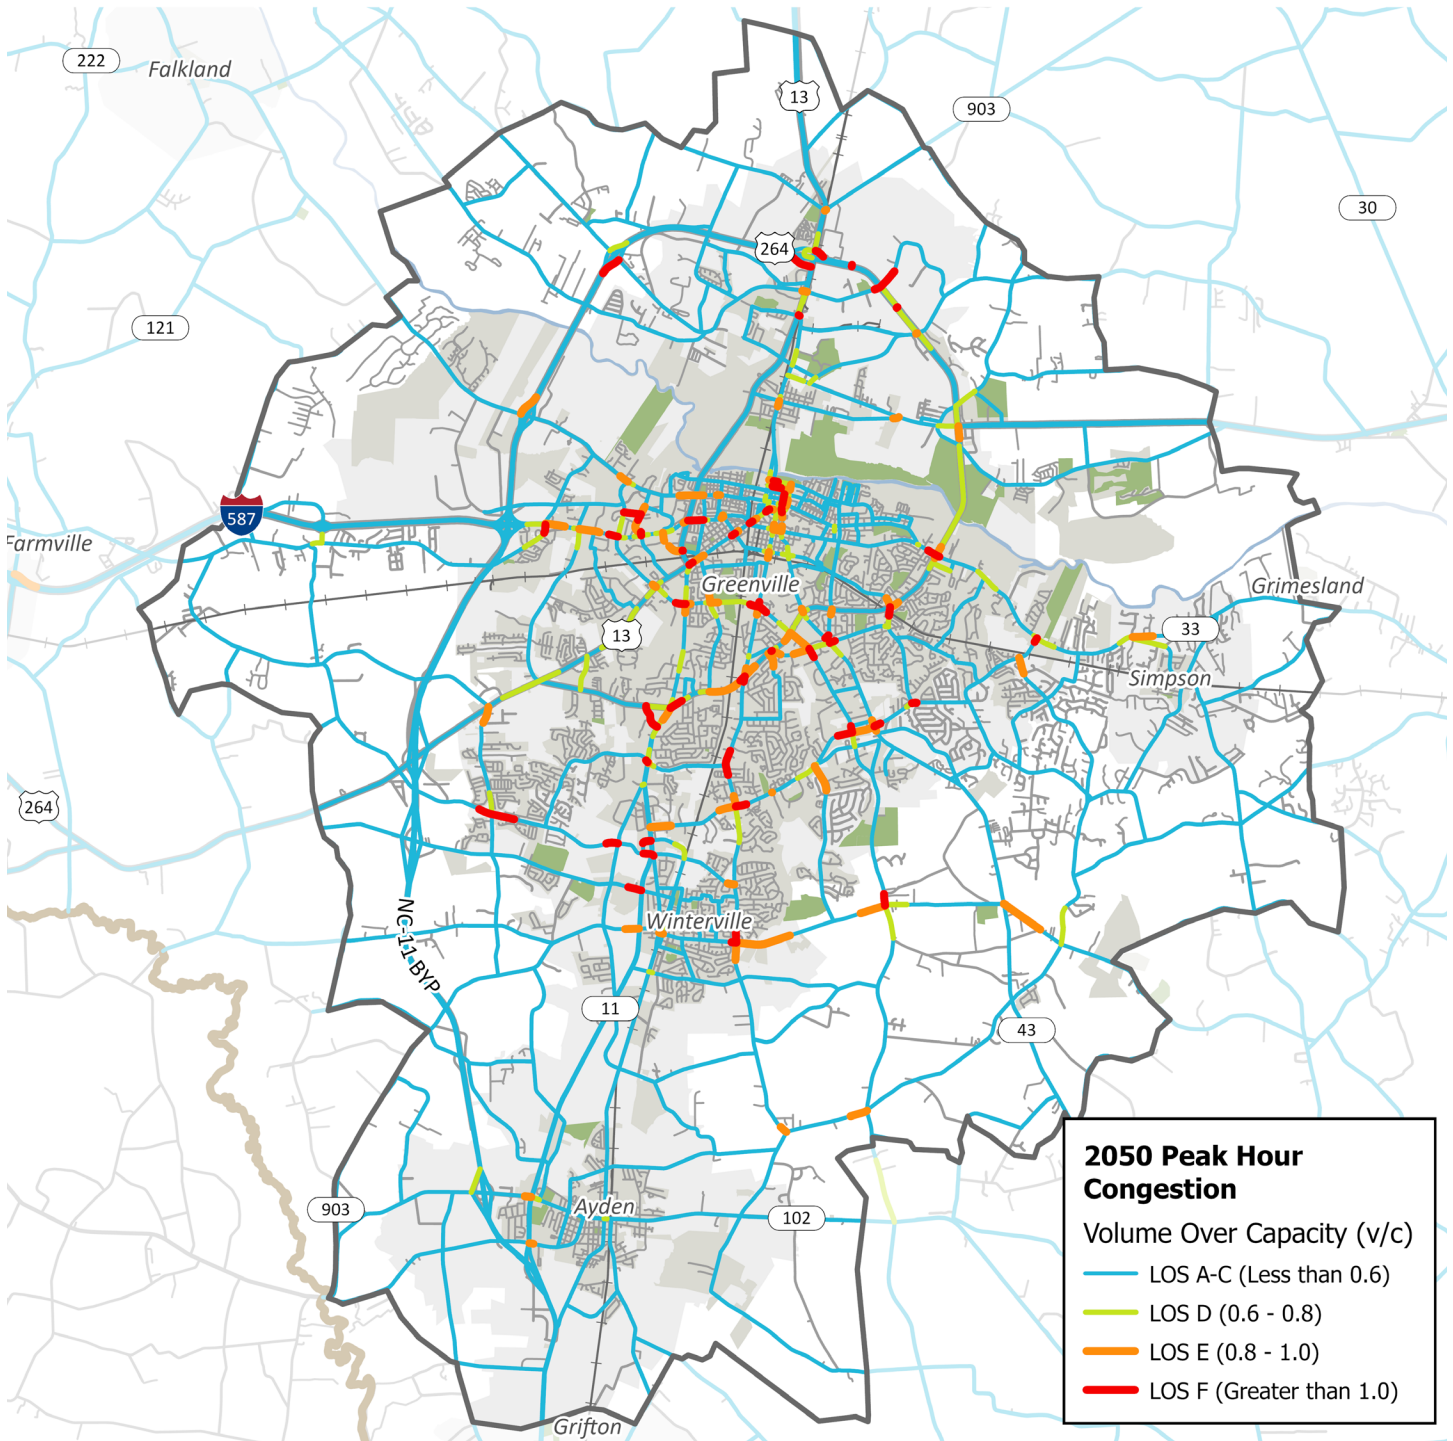 222
Falkland
13
903
30
264
121
587
Farmville
Greenville
Grimesland
13
33
Simpson
264
NC-11 BYP
Winterville
11
43
903
Ayden
102
Grifton
2050 Peak Hour
Congestion
Volume Over Capacity (v/c)
LOS A-C (Less than 0.6)
LOS D (0.6 - 0.8)
LOS E (0.8 - 1.0)
LOS F (Greater than 1.0)